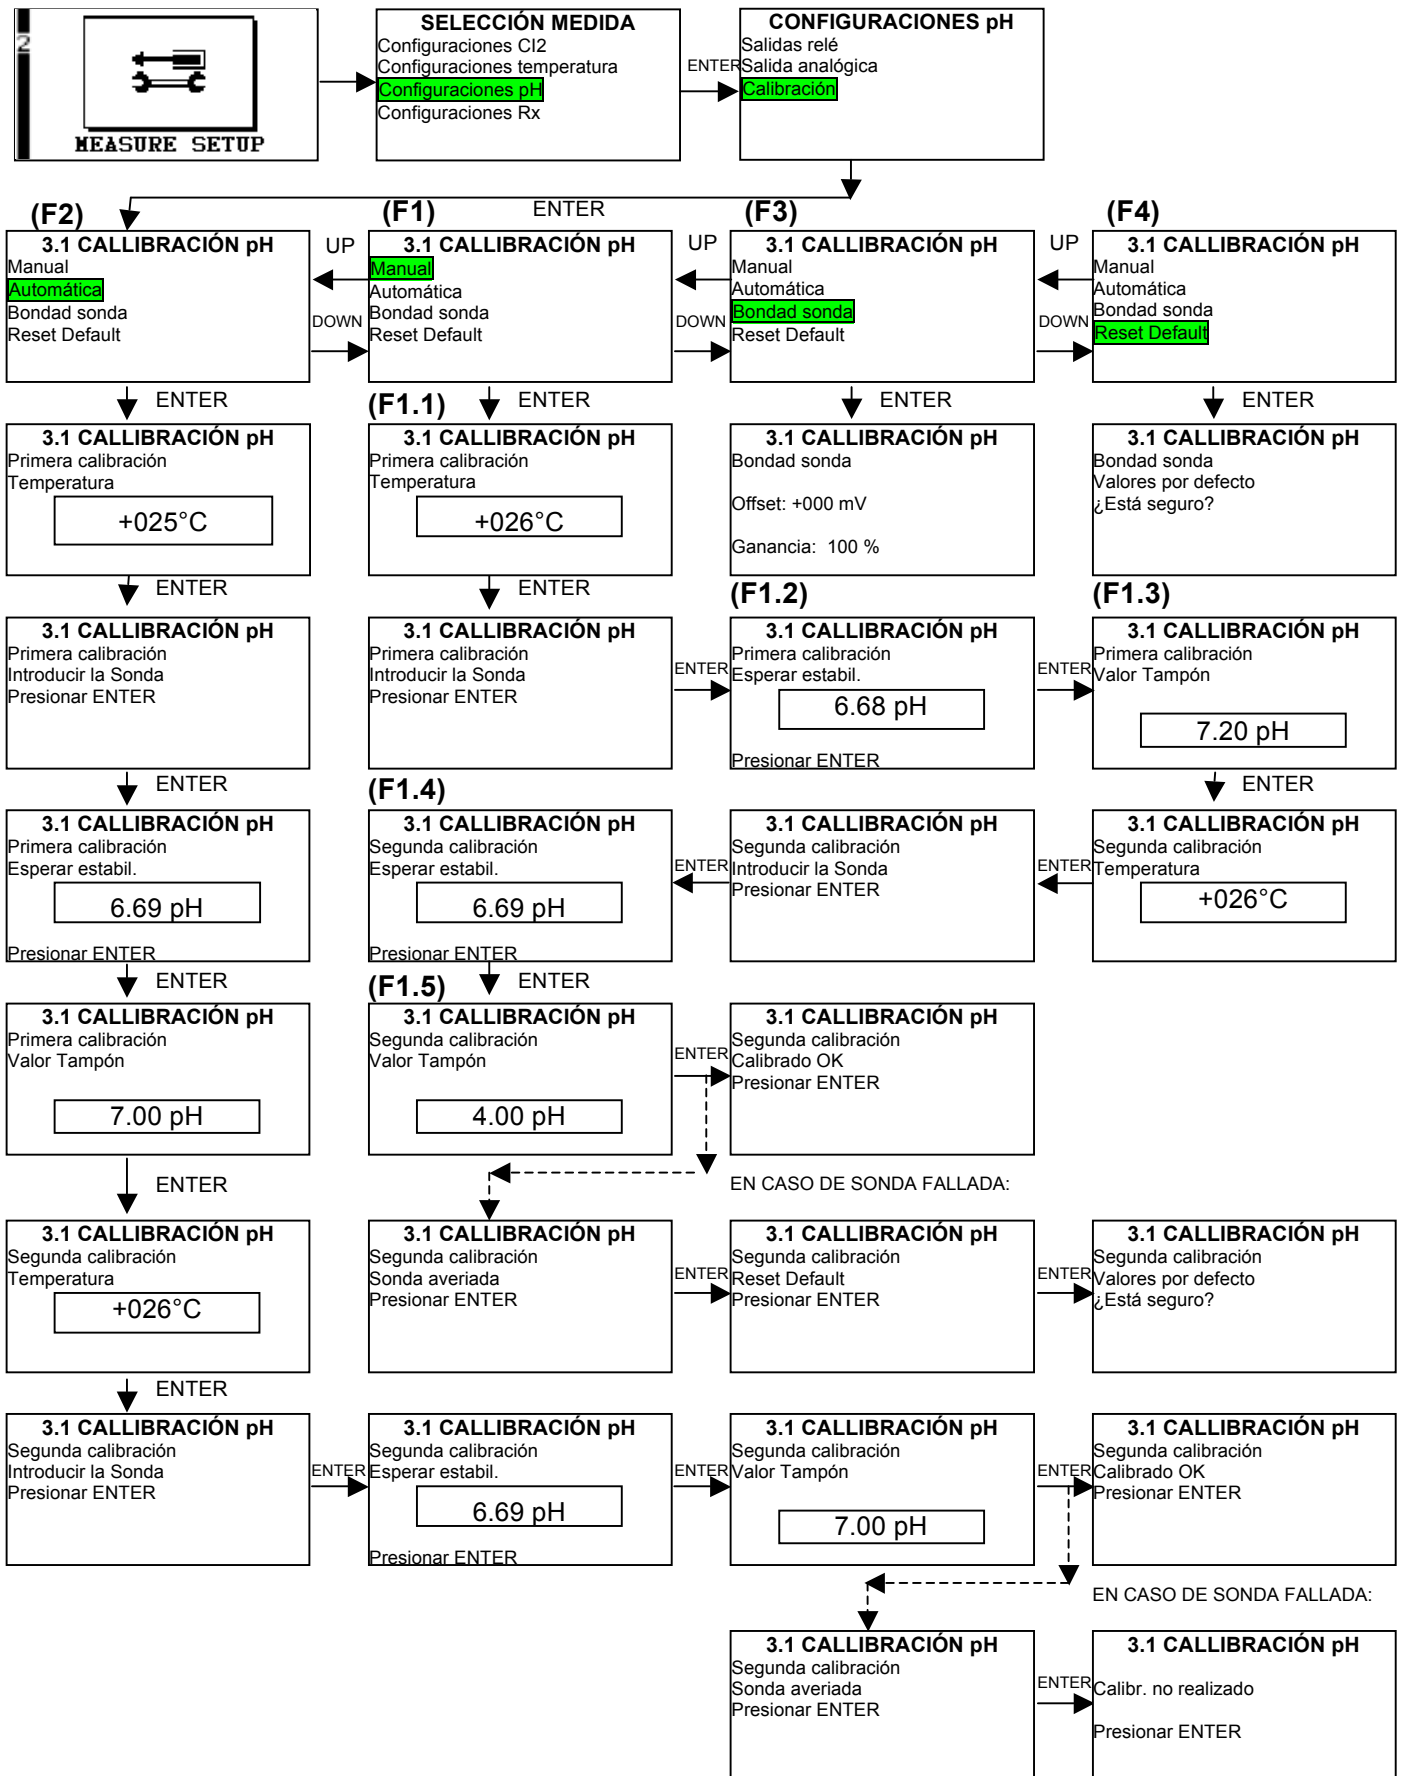 2
MEASURE SETUP
SELECCIÓN MEDIDA
Configuraciones Cl2
Configuraciones temperatura
Configuraciones pH
Configuraciones Rx
ENTER
CONFIGURACIONES pH
Salidas relé
Salida analógica
Calibración
ENTER
(F2)
3.1 CALLIBRACIÓN pH
Manual
Automática
Bondad sonda
Reset Default
UP
DOWN
(F1)
3.1 CALLIBRACIÓN pH
Manual
Automática
Bondad sonda
Reset Default
UP
DOWN
(F3)
3.1 CALLIBRACIÓN pH
Manual
Automática
Bondad sonda
Reset Default
UP
DOWN
(F4)
3.1 CALLIBRACIÓN pH
Manual
Automática
Bondad sonda
Reset Default
ENTER
(F1.1)
ENTER
ENTER
ENTER
3.1 CALLIBRACIÓN pH
Primera calibración
Temperatura
+025°C
3.1 CALLIBRACIÓN pH
Primera calibración
Temperatura
+026°C
3.1 CALLIBRACIÓN pH
Bondad sonda
Offset: +000 mV
Ganancia: 100 %
3.1 CALLIBRACIÓN pH
Bondad sonda
Valores por defecto
¿Está seguro?
ENTER
ENTER
(F1.2)
(F1.3)
3.1 CALLIBRACIÓN pH
Primera calibración
Introducir la Sonda
Presionar ENTER
3.1 CALLIBRACIÓN pH
Primera calibración
Introducir la Sonda
Presionar ENTER
ENTER
3.1 CALLIBRACIÓN pH
Primera calibración
Esperar estabil.
6.68 pH
Presionar ENTER
ENTER
3.1 CALLIBRACIÓN pH
Primera calibración
Valor Tampón
7.20 pH
ENTER
(F1.4)
ENTER
3.1 CALLIBRACIÓN pH
Primera calibración
Esperar estabil.
6.69 pH
Presionar ENTER
3.1 CALLIBRACIÓN pH
Segunda calibración
Esperar estabil.
6.69 pH
Presionar ENTER
ENTER
3.1 CALLIBRACIÓN pH
Segunda calibración
Introducir la Sonda
Presionar ENTER
ENTER
3.1 CALLIBRACIÓN pH
Segunda calibración
Temperatura
+026°C
ENTER
(F1.5)
ENTER
3.1 CALLIBRACIÓN pH
Primera calibración
Valor Tampón
7.00 pH
3.1 CALLIBRACIÓN pH
Segunda calibración
Valor Tampón
4.00 pH
ENTER
3.1 CALLIBRACIÓN pH
Segunda calibración
Calibrado OK
Presionar ENTER
ENTER
EN CASO DE SONDA FALLADA:
3.1 CALLIBRACIÓN pH
Segunda calibración
Temperatura
+026°C
3.1 CALLIBRACIÓN pH
Segunda calibración
Sonda averiada
Presionar ENTER
ENTER
3.1 CALLIBRACIÓN pH
Segunda calibración
Reset Default
Presionar ENTER
ENTER
3.1 CALLIBRACIÓN pH
Segunda calibración
Valores por defecto
¿Está seguro?
ENTER
3.1 CALLIBRACIÓN pH
Segunda calibración
Introducir la Sonda
Presionar ENTER
ENTER
3.1 CALLIBRACIÓN pH
Segunda calibración
Esperar estabil.
6.69 pH
Presionar ENTER
ENTER
3.1 CALLIBRACIÓN pH
Segunda calibración
Valor Tampón
7.00 pH
ENTER
3.1 CALLIBRACIÓN pH
Segunda calibración
Calibrado OK
Presionar ENTER
EN CASO DE SONDA FALLADA:
3.1 CALLIBRACIÓN pH
Segunda calibración
Sonda averiada
Presionar ENTER
ENTER
3.1 CALLIBRACIÓN pH
Calibr. no realizado
Presionar ENTER